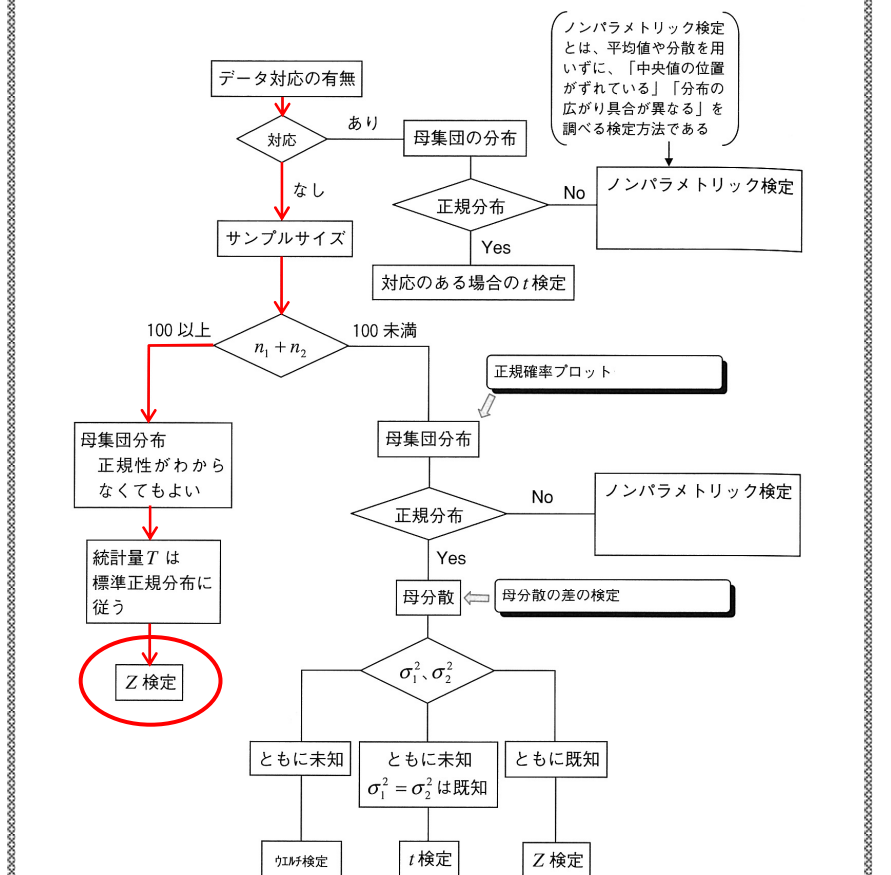 ノンパラメトリック検定
とは、平均値や分散を用
いずに、「中央値の位置
がずれている」「分布の
広がり具合が異なる」を
調べる検定方法である
データ対応の有無
対応
あり
母集団の分布
なし
正規分布
No
ノンパラメトリック検定
サンプルサイズ
Yes
対応のある場合の t 検定
100 以上
n₁ + n₂
100 未満
正規確率プロット
母集団分布
正規性がわから
なくてもよい
母集団分布
正規分布
No
ノンパラメトリック検定
統計量 T は
標準正規分布に
従う
Yes
母分散
母分散の差の検定
Z 検定
σ₁²、σ₂²
ともに未知
ともに未知
σ₁² = σ₂² は既知
ともに既知
ウエルチ検定
t 検定
Z 検定